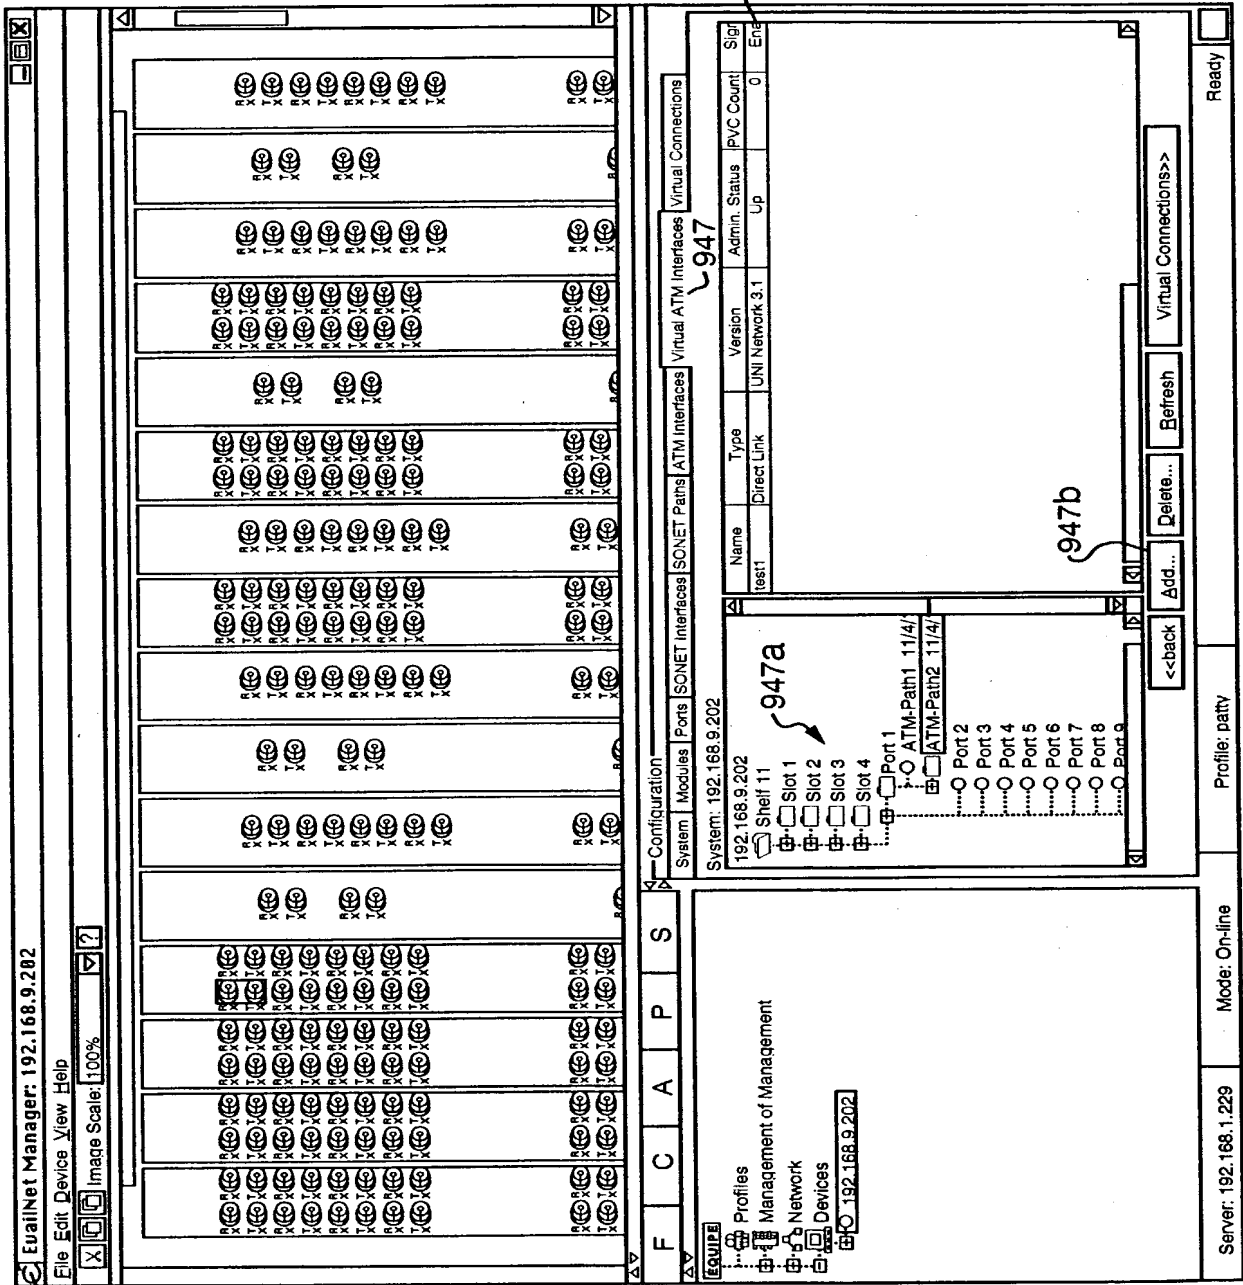 EuailNet Manager: 192.168.9.202
File Edit Device View Help
Image Scale: 100% ?
F C A P S
EQUIPE
Profiles
Management of Management
Network
Devices
192.168.9.202
Configuration
System Modules Ports SONET Interfaces SONET Paths ATM Interfaces Virtual ATM Interfaces Virtual Connections
947
System: 192.168.9.202
192.168.9.202
Shelf 11
Slot 1
Slot 2
Slot 3
Slot 4
Port 1
ATM-Path1 11/4/
ATM-Path2 11/4/
Port 2
Port 3
Port 4
Port 5
Port 6
Port 7
Port 8
Port 9
947a
Name Type Version Admin. Status PVC Count Sigr
test1 Direct Link UNI Network 3.1 Up 0 Ena
947b
<<back Add... Delete... Refresh Virtual Connections>>
Server: 192.168.1.229 Mode: On-line Profile: patty Ready